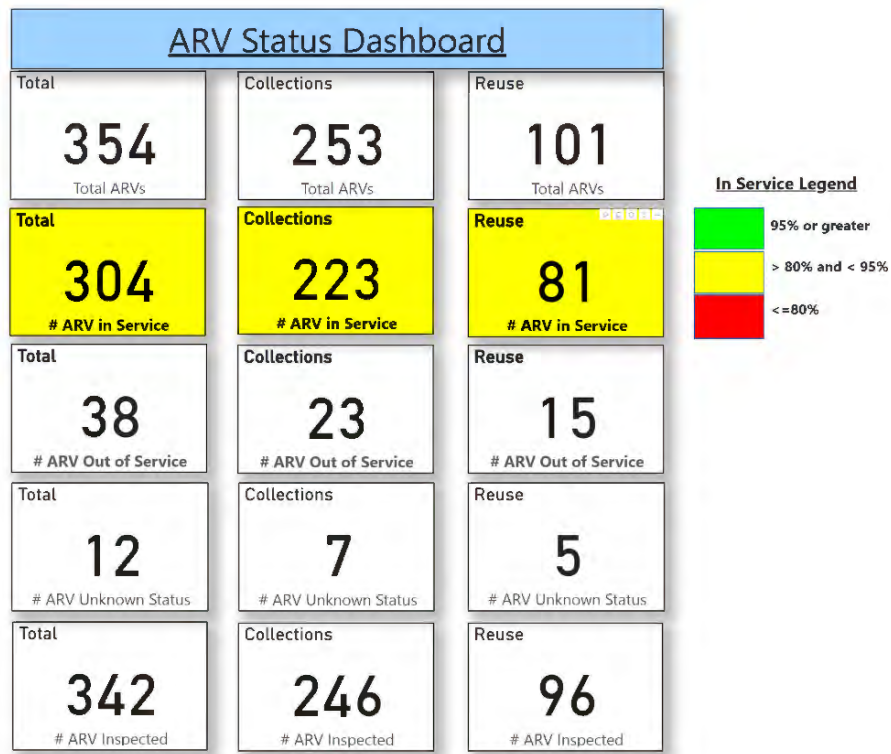 ARV Status Dashboard
Total
354
Total ARVs
Collections
253
Total ARVs
Reuse
101
Total ARVs
Total
304
# ARV in Service
Collections
223
# ARV in Service
Reuse
81
# ARV in Service
Total
38
# ARV Out of Service
Collections
23
# ARV Out of Service
Reuse
15
# ARV Out of Service
Total
12
# ARV Unknown Status
Collections
7
# ARV Unknown Status
Reuse
5
# ARV Unknown Status
Total
342
# ARV Inspected
Collections
246
# ARV Inspected
Reuse
96
# ARV Inspected
In Service Legend
95% or greater
> 80% and < 95%
<=80%